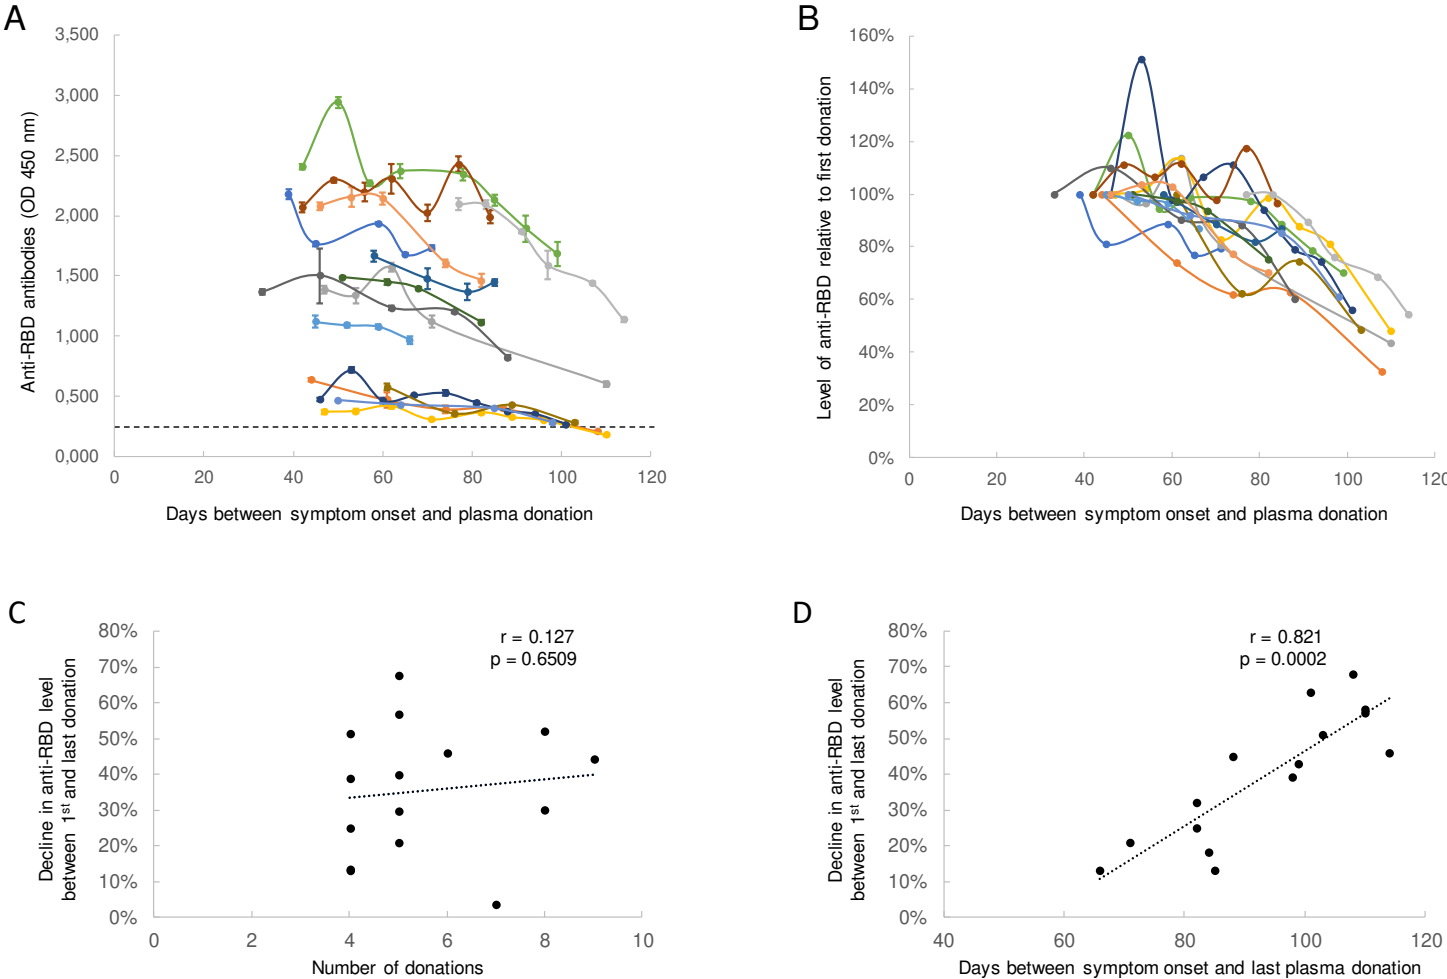 A
3,500
3,000
2,500
2,000
1,500
1,000
0,500
0,000
Anti-RBD antibodies (OD 450 nm)
0 20 40 60 80 100 120
Days between symptom onset and plasma donation
B
160%
140%
120%
100%
80%
60%
40%
20%
0%
Level of anti-RBD relative to first donation
0 20 40 60 80 100 120
Days between symptom onset and plasma donation
C
80%
70%
60%
50%
40%
30%
20%
10%
0%
Decline in anti-RBD level
between 1st and last donation
r = 0.127
p = 0.6509
0 2 4 6 8 10
Number of donations
D
80%
70%
60%
50%
40%
30%
20%
10%
0%
Decline in anti-RBD level
between 1st and last donation
r = 0.821
p = 0.0002
40 60 80 100 120
Days between symptom onset and last plasma donation